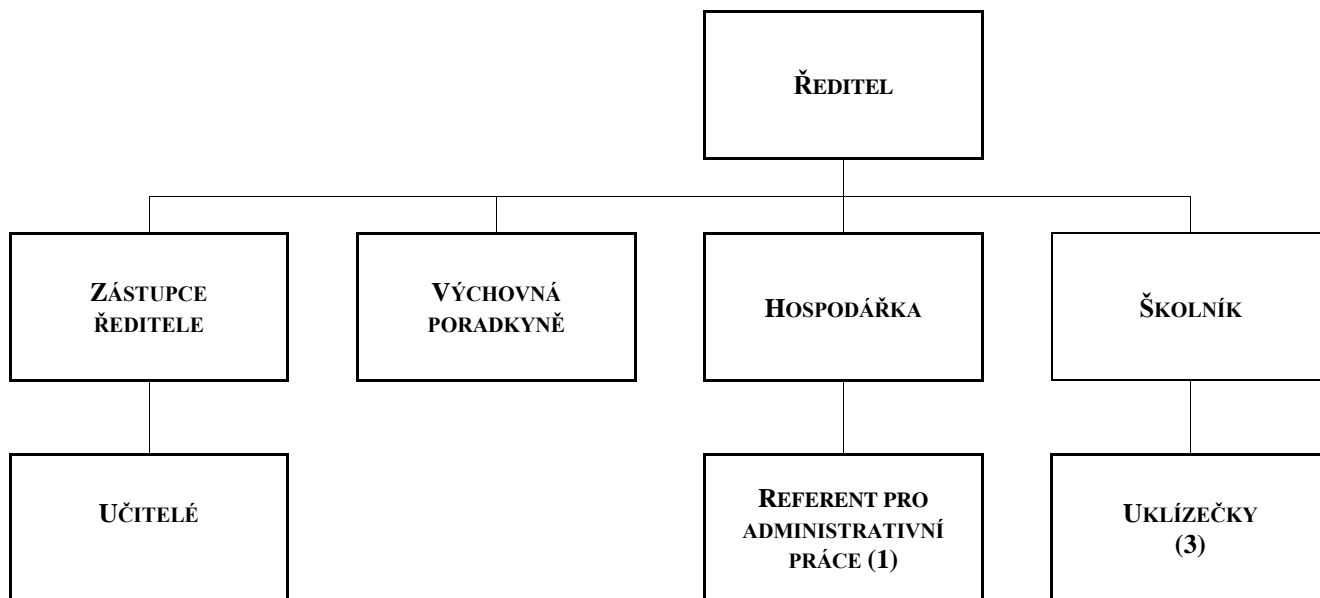 ŘEDITEL
ZÁSTUPCE
ŘEDITELE
VÝCHOVNÁ
PORADKYNĚ
HOSPODÁŘKA
ŠKOLNÍK
UČITELÉ
REFERENT PRO
ADMINISTRATIVNÍ
PRÁCE (1)
UKLÍZEČKY
(3)